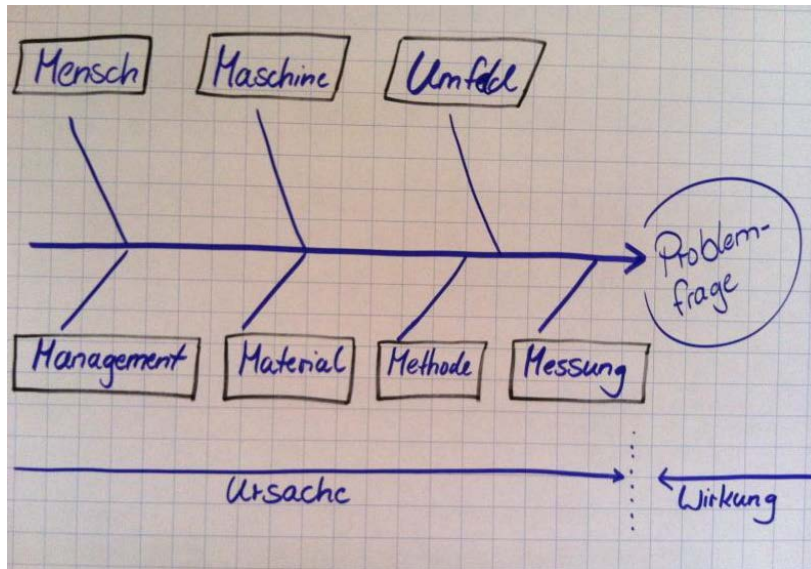 Mensch
Maschine
Umfeld
Problem-
frage
Management
Material
Methode
Messung
Ursache
Wirkung